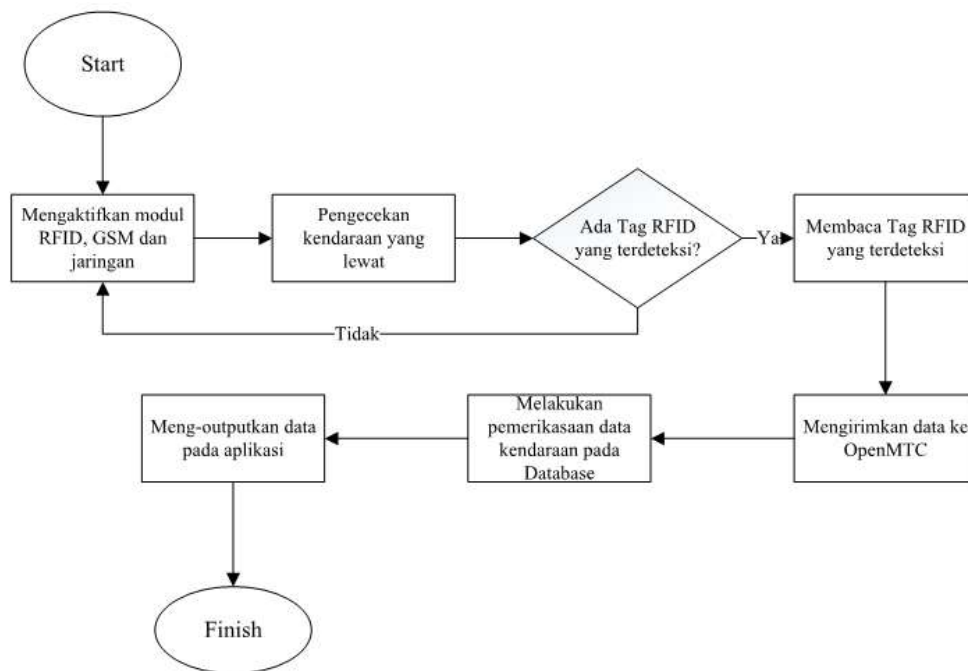 Start
Mengaktifkan modul
RFID, GSM dan
jaringan
Pengecekan
kendaraan yang
lewat
Ada Tag RFID
yang terdeteksi?
Ya
Membaca Tag RFID
yang terdeteksi
Tidak
Mengirimkan data ke
OpenMTC
Melakukan
pemerikasaan data
kendaraan pada
Database
Meng-outputkan data
pada aplikasi
Finish